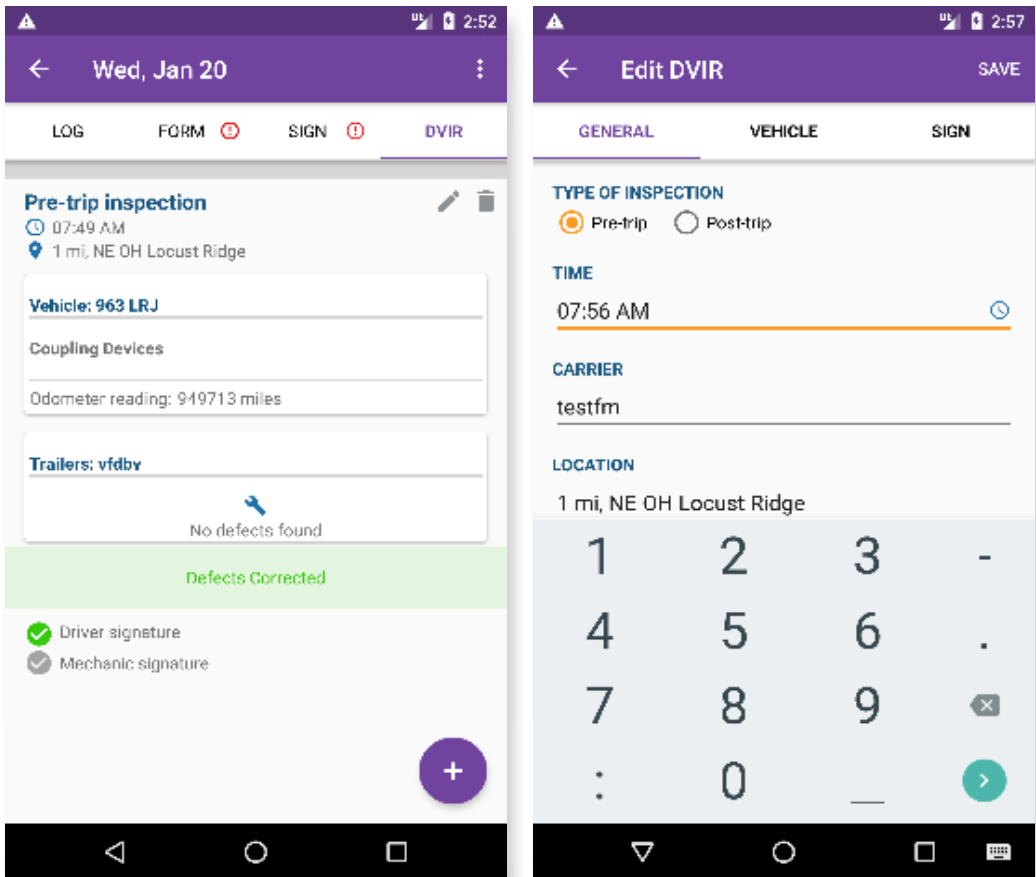 2:52
Wed, Jan 20
LOG FORM SIGN DVIR
Pre-trip inspection
07:49 AM
1 mi, NE OH Locust Ridge
Vehicle: 963 LRJ
Coupling Devices
Odometer reading: 949713 miles
Trailers: vfdbv
No defects found
Defects Corrected
Driver signature
Mechanic signature
+
2:57
Edit DVIR SAVE
GENERAL VEHICLE SIGN
TYPE OF INSPECTION
Pre-trip Post-trip
TIME
07:56 AM
CARRIER
testfm
LOCATION
1 mi, NE OH Locust Ridge
1 2 3 -
4 5 6 .
7 8 9
: 0 _